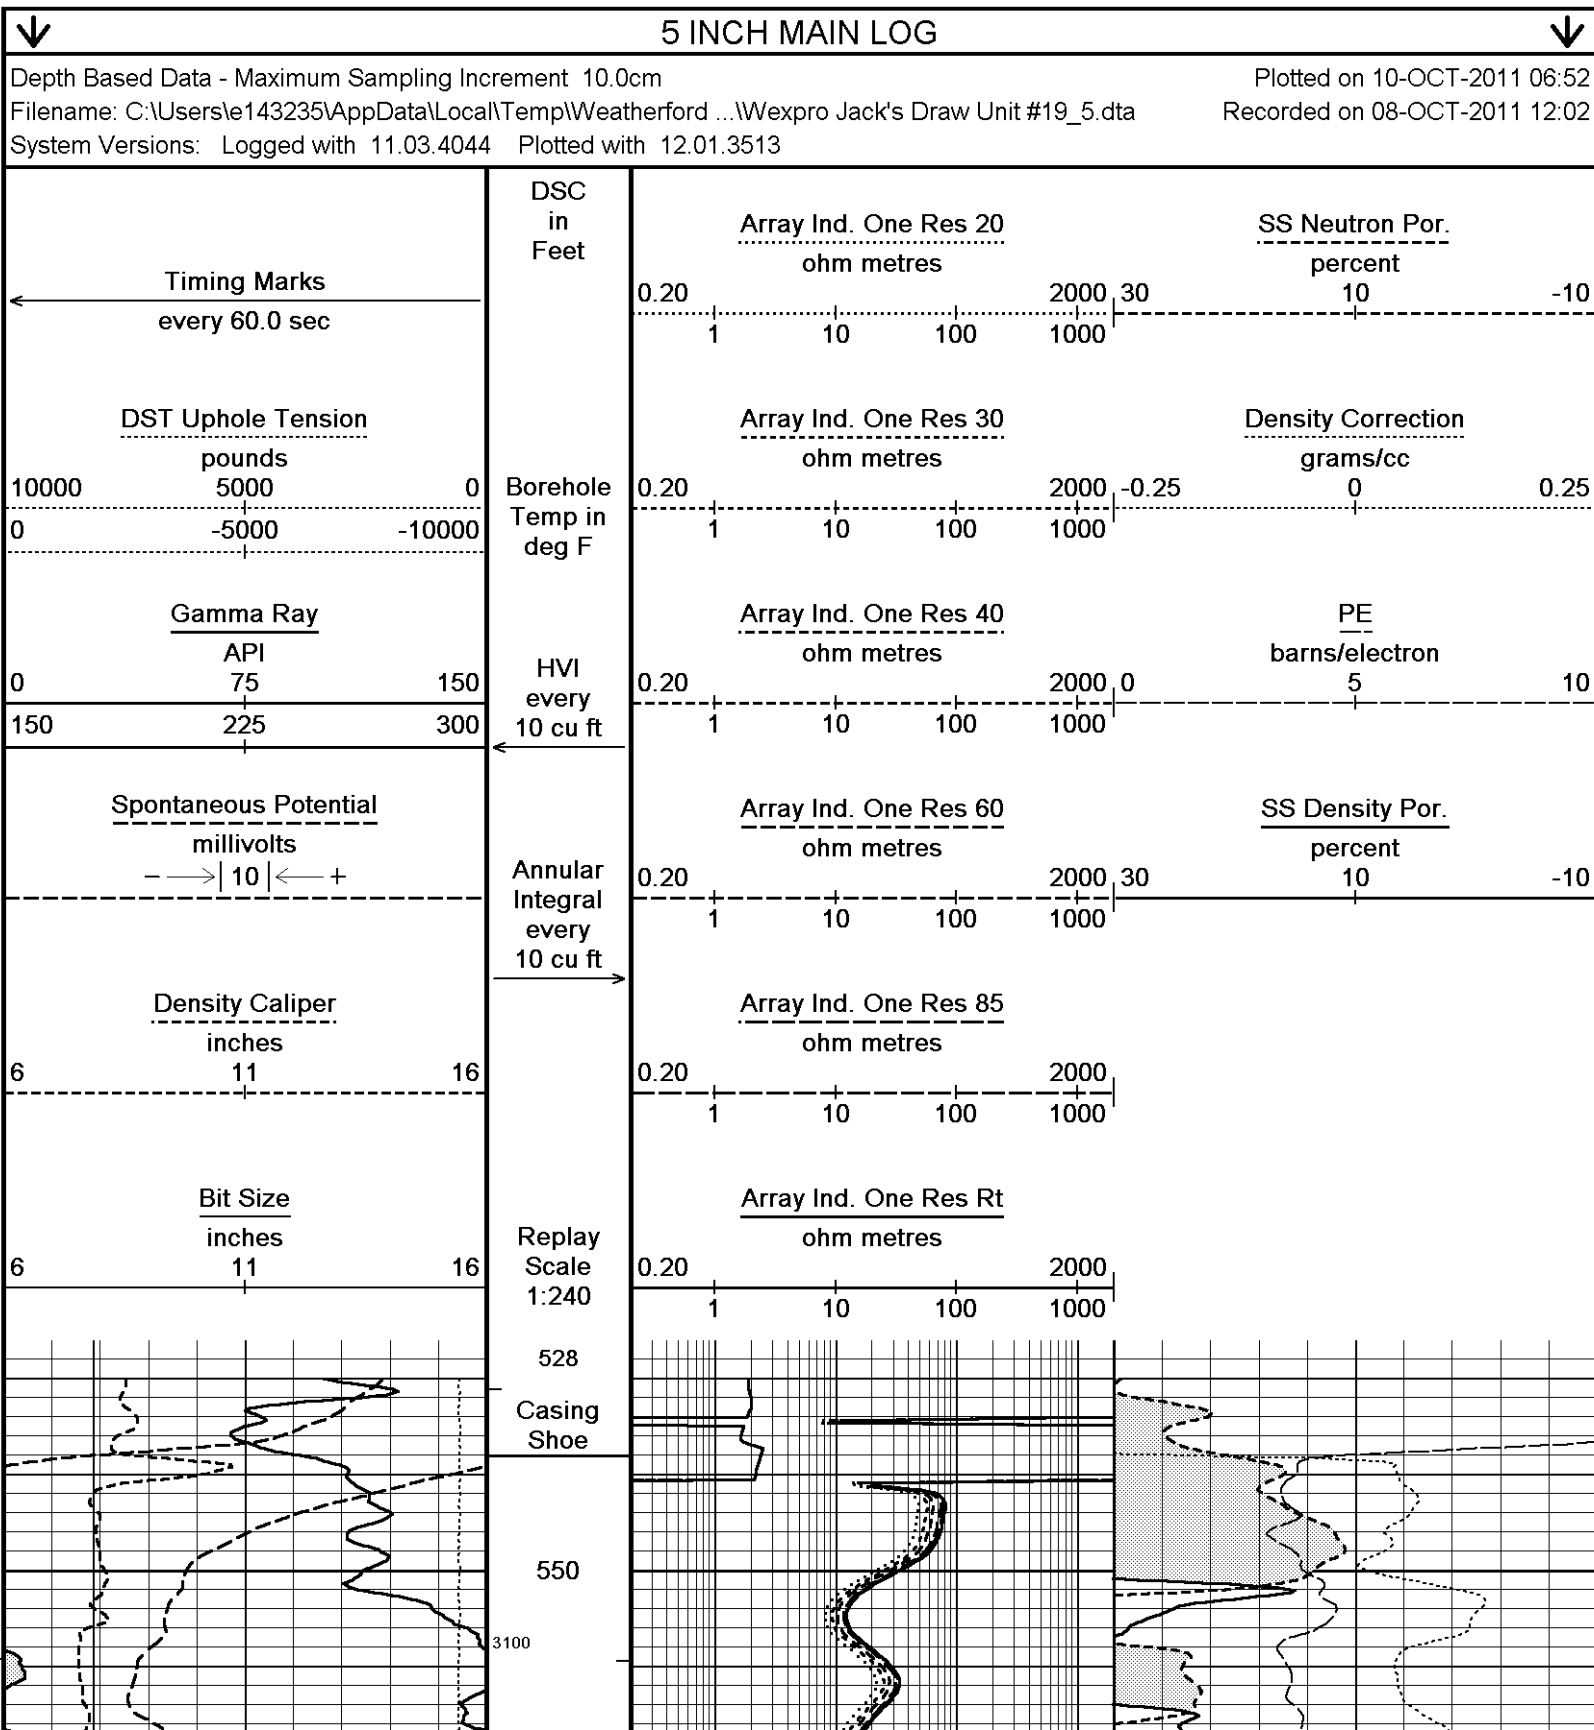 5 INCH MAIN LOG
Depth Based Data - Maximum Sampling Increment 10.0cm
Plotted on 10-OCT-2011 06:52
Filename: C:\Users\e143235\AppData\Local\Temp\Weatherford ...\Wexpro Jack's Draw Unit #19_5.dta
Recorded on 08-OCT-2011 12:02
System Versions: Logged with 11.03.4044 Plotted with 12.01.3513
Timing Marks
every 60.0 sec
DST Uphole Tension
pounds
10000 5000 0
0 -5000 -10000
Gamma Ray
API
0 75 150
150 225 300
Spontaneous Potential
millivolts
− 10 +
Density Caliper
inches
6 11 16
Bit Size
inches
6 11 16
DSC
in
Feet
Borehole
Temp in
deg F
HVI
every
10 cu ft
Annular
Integral
every
10 cu ft
Replay
Scale
1:240
528
Casing
Shoe
550
3100
Array Ind. One Res 20
ohm metres
0.20 2000
1 10 100 1000
Array Ind. One Res 30
ohm metres
0.20 2000
1 10 100 1000
Array Ind. One Res 40
ohm metres
0.20 2000
1 10 100 1000
Array Ind. One Res 60
ohm metres
0.20 2000
1 10 100 1000
Array Ind. One Res 85
ohm metres
0.20 2000
1 10 100 1000
Array Ind. One Res Rt
ohm metres
0.20 2000
1 10 100 1000
SS Neutron Por.
percent
30 10 -10
Density Correction
grams/cc
-0.25 0 0.25
PE
barns/electron
0 5 10
SS Density Por.
percent
30 10 -10